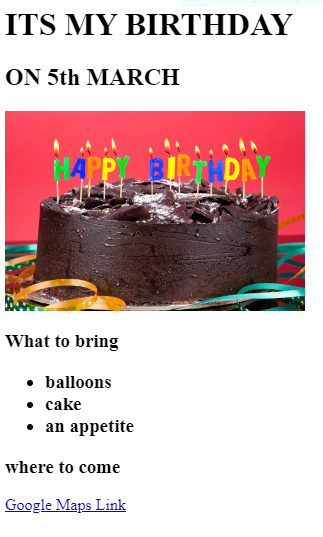 ITS MY BIRTHDAY
ON 5th MARCH
HAPPY BIRTHDAY
What to bring
balloons
cake
an appetite
where to come
Google Maps Link